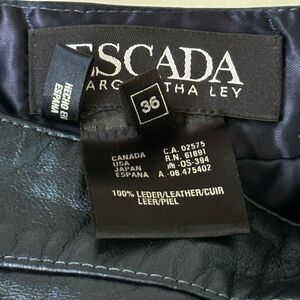 ESCADA
MARGARETHA LEY
36
HECHO EN
ESPAÑA
CANADA C.A. 02575
USA R.N. 61891
JAPAN -OS-394
ESPANA A.-08.475402
100% LEDER/LEATHER/CUIR
LEER/PIEL